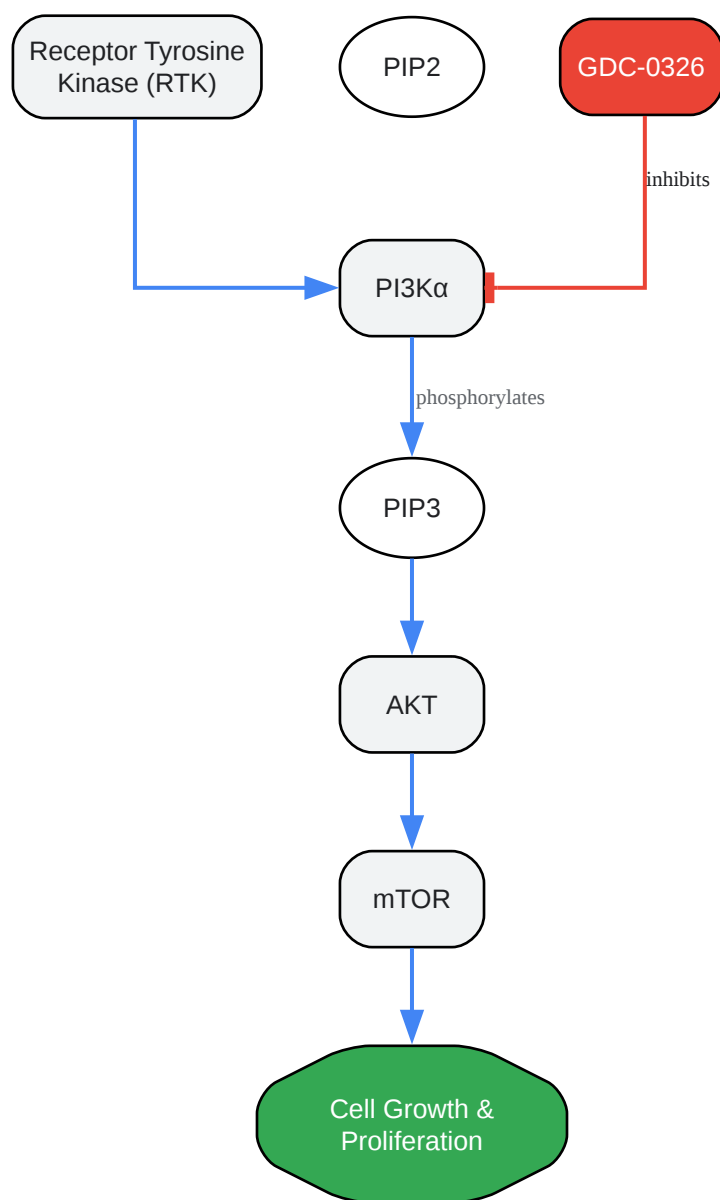 Receptor Tyrosine
Kinase (RTK)
PIP2
GDC-0326
inhibits
PI3Kα
phosphorylates
PIP3
AKT
mTOR
Cell Growth &
Proliferation